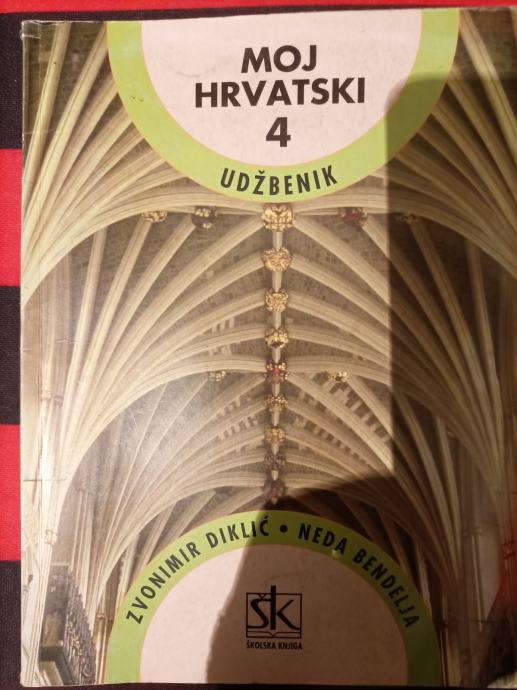 MOJ
HRVATSKI
4
UDŽBENIK
ZVONIMIR DIKLIĆ • NEDA BENDELJA
šk
ŠKOLSKA KNJIGA